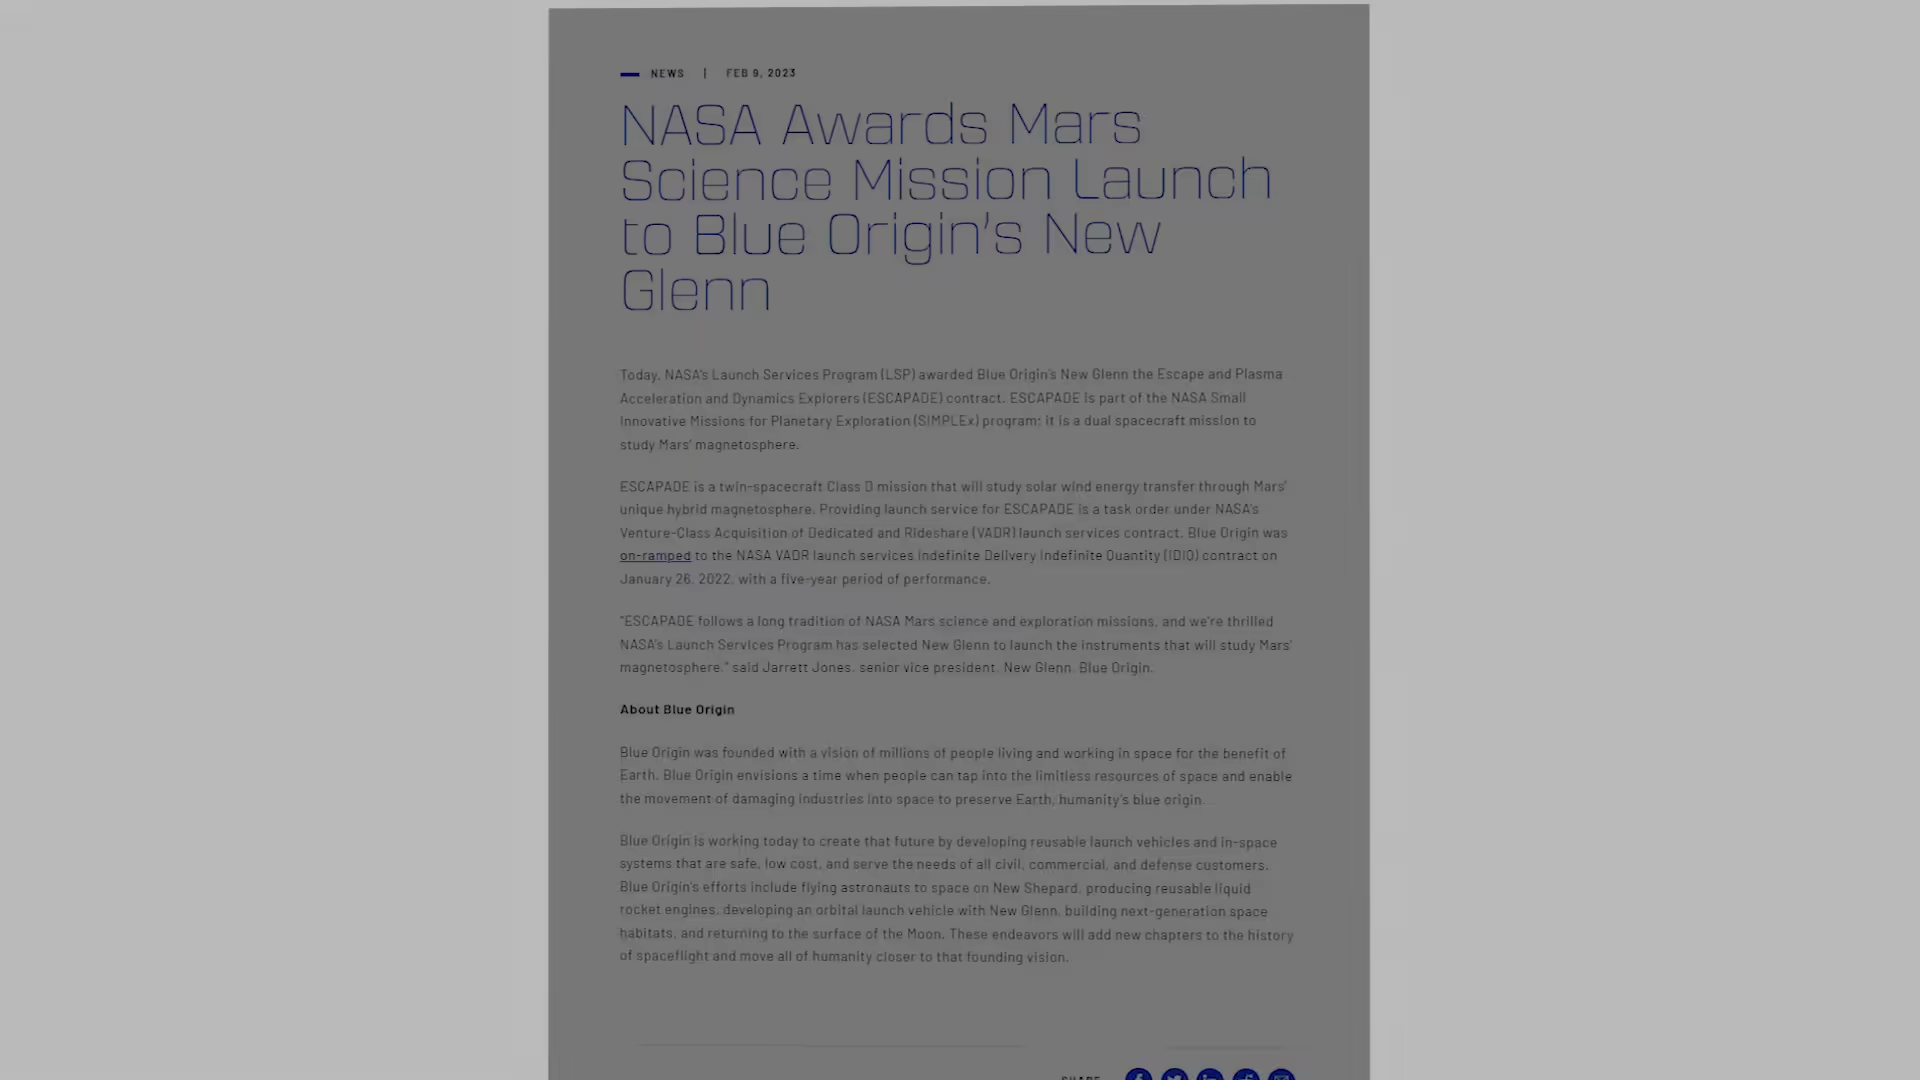 NEWS | FEB 9, 2023
NASA Awards Mars
Science Mission Launch
to Blue Origin's New
Glenn
Today, NASA's Launch Services Program (LSP) awarded Blue Origin's New Glenn the Escape and Plasma
Acceleration and Dynamics Explorers (ESCAPADE) contract. ESCAPADE is part of the NASA Small
Innovative Missions for Planetary Exploration (SIMPLEx) program; it is a dual spacecraft mission to
study Mars' magnetosphere.
ESCAPADE is a twin-spacecraft Class D mission that will study solar wind energy transfer through Mars'
unique hybrid magnetosphere. Providing launch service for ESCAPADE is a task order under NASA's
Venture-Class Acquisition of Dedicated and Rideshare (VADR) launch services contract. Blue Origin was
on-ramped to the NASA VADR launch services Indefinite Delivery Indefinite Quantity (IDIQ) contract on
January 26, 2022, with a five-year period of performance.
"ESCAPADE follows a long tradition of NASA Mars science and exploration missions, and we're thrilled
NASA's Launch Services Program has selected New Glenn to launch the instruments that will study Mars'
magnetosphere." said Jarrett Jones, senior vice president, New Glenn, Blue Origin.
About Blue Origin
Blue Origin was founded with a vision of millions of people living and working in space for the benefit of
Earth. Blue Origin envisions a time when people can tap into the limitless resources of space and enable
the movement of damaging industries into space to preserve Earth, humanity's blue origin.
Blue Origin is working today to create that future by developing reusable launch vehicles and in-space
systems that are safe, low cost, and serve the needs of all civil, commercial, and defense customers.
Blue Origin's efforts include flying astronauts to space on New Shepard, producing reusable liquid
rocket engines, developing an orbital launch vehicle with New Glenn, building next-generation space
habitats, and returning to the surface of the Moon. These endeavors will add new chapters to the history
of spaceflight and move all of humanity closer to that founding vision.
SHARE